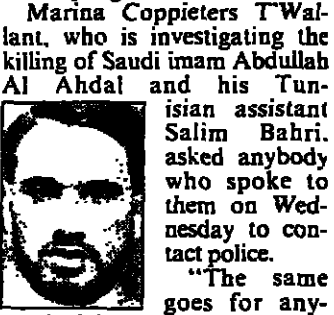 Marina Coppieters T'Wal-
lant, who is investigating the
killing of Saudi imam Abdullah
Al Ahdal and his Tun-
isian assistant
Salim Bahri,
asked anybody
who spoke to
them on Wed-
nesday to con-
tact police.
"The same
goes for any-